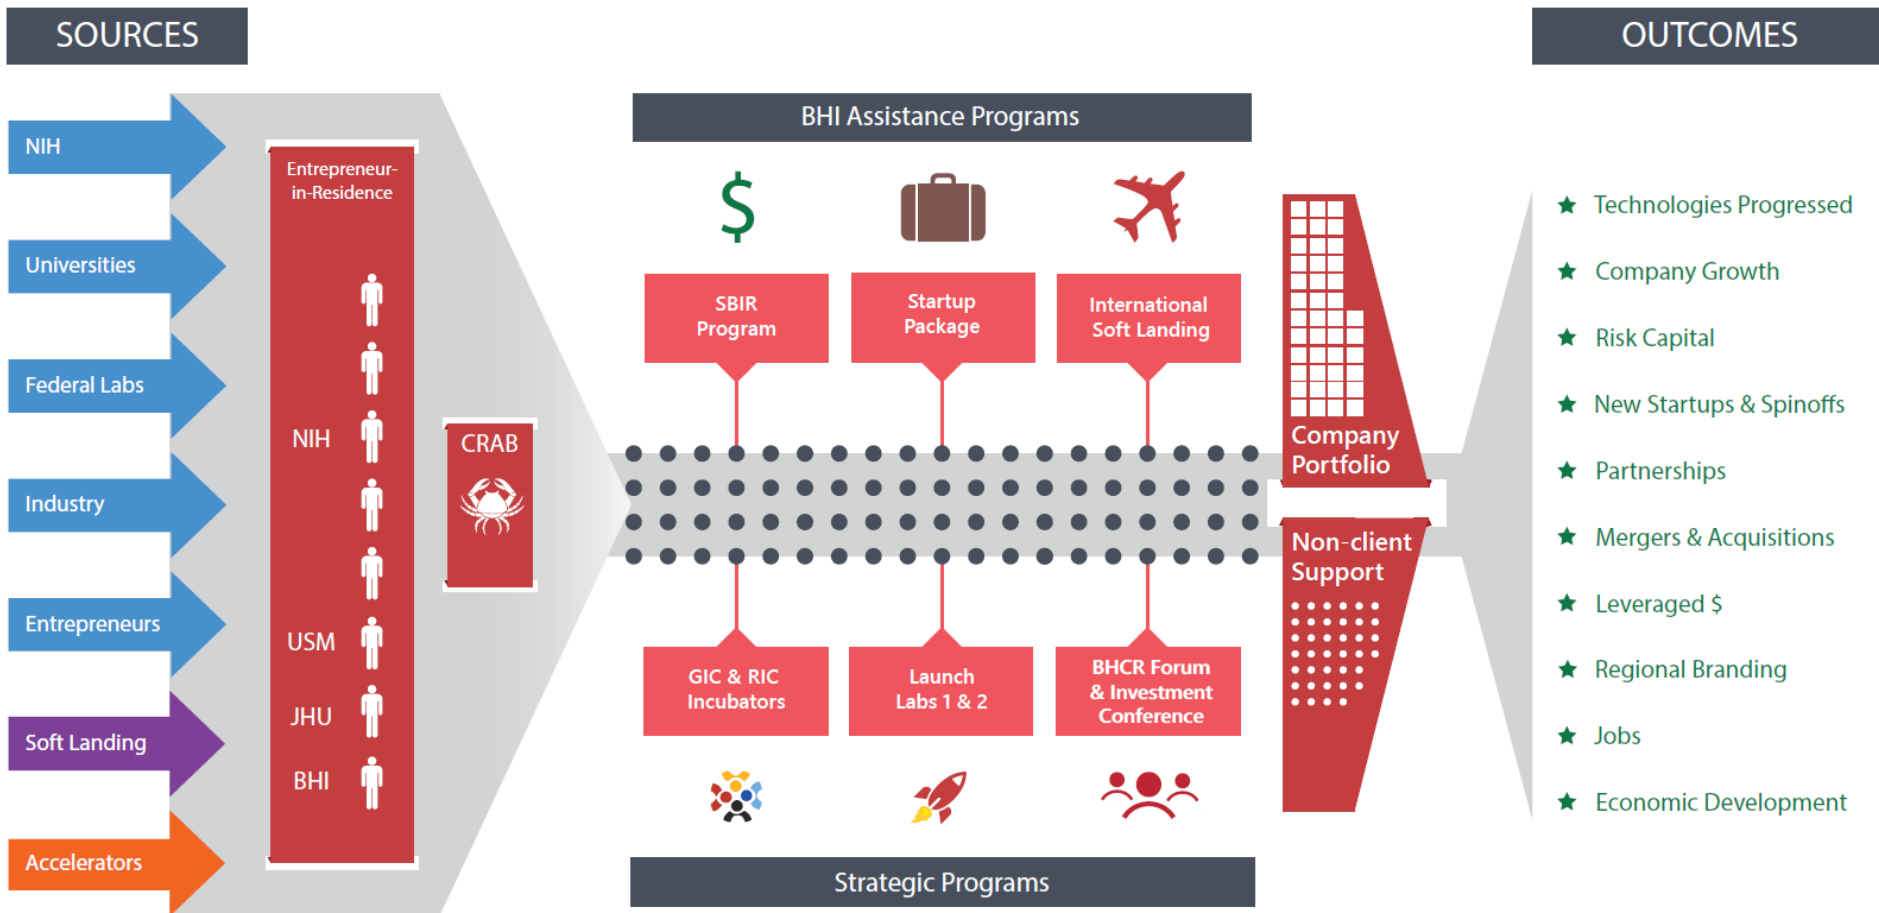 SOURCES
NIH
Universities
Federal Labs
Industry
Entrepreneurs
Soft Landing
Accelerators
Entrepreneur-
in-Residence
NIH
USM
JHU
BHI
CRAB
BHI Assistance Programs
SBIR
Program
Startup
Package
International
Soft Landing
GIC & RIC
Incubators
Launch
Labs 1 & 2
BHCR Forum
& Investment
Conference
Strategic Programs
Company
Portfolio
Non-client
Support
OUTCOMES
Technologies Progressed
Company Growth
Risk Capital
New Startups & Spinoffs
Partnerships
Mergers & Acquisitions
Leveraged $
Regional Branding
Jobs
Economic Development